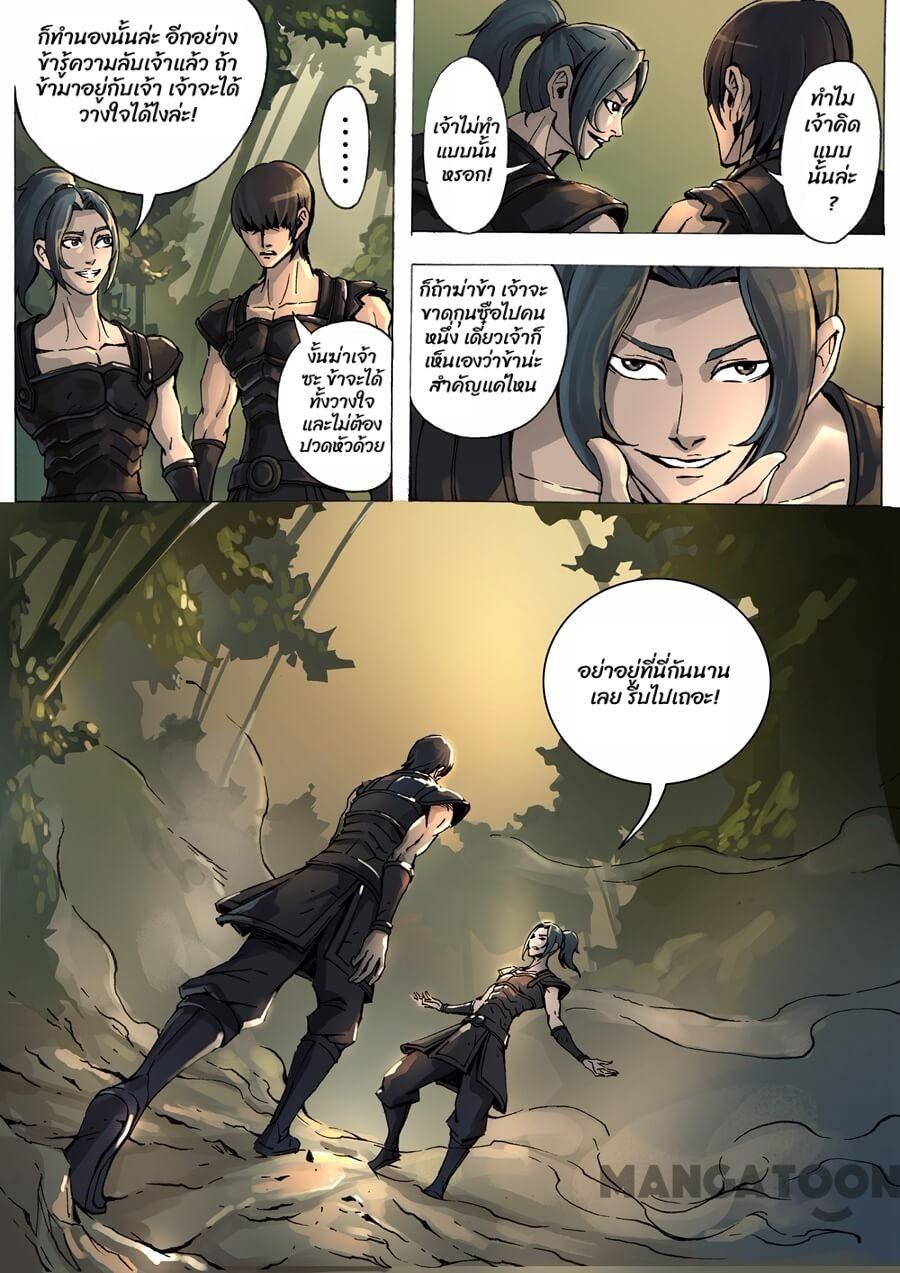 ก็ทำนองนั้นล่ะ อีกอย่าง
ข้ารู้ความลับเจ้าแล้ว ถ้า
ข้ามาอยู่กับเจ้า เจ้าจะได้
วางใจได้ไงล่ะ!
......
งั้นฆ่าเจ้า
ซะ ข้าจะได้
ทั้งวางใจ
และไม่ต้อง
ปวดหัวด้วย
เจ้าไม่ทำ
แบบนั้น
หรอก!
ทำไม
เจ้าคิด
แบบ
นั้นล่ะ
?
ก็ถ้าฆ่าข้า เจ้าจะ
ขาดกุนซือไปคน
หนึ่ง เดี๋ยวเจ้าก็
เห็นเองว่าข้าน่ะ
สำคัญแค่ไหน
อย่าอยู่ที่นี่กันนาน
เลย รีบไปเถอะ!
MANGATOON